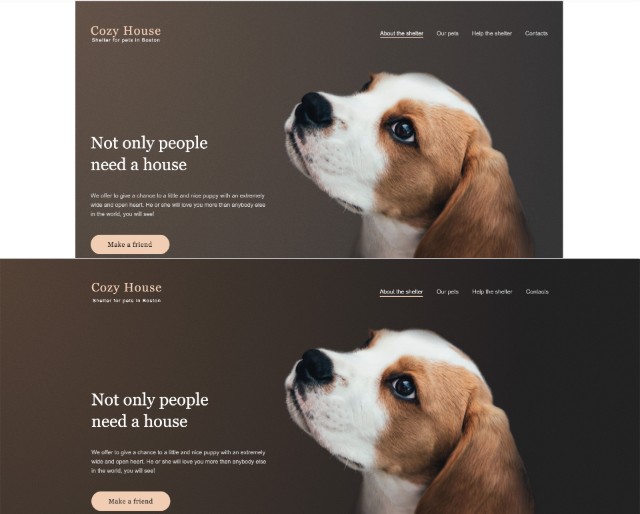 Cozy House
Shelter for pets in Boston
About the shelter Our pets Help the shelter Contacts
Not only people
need a house
We offer to give a chance to a little and nice puppy with an extremely
wide and open heart. He or she will love you more than anybody else
in the world, you will see!
Make a friend
Cozy House
Shelter for pets in Boston
About the shelter Our pets Help the shelter Contacts
Not only people
need a house
We offer to give a chance to a little and nice puppy with an extremely
wide and open heart. He or she will love you more than anybody else
in the world, you will see!
Make a friend